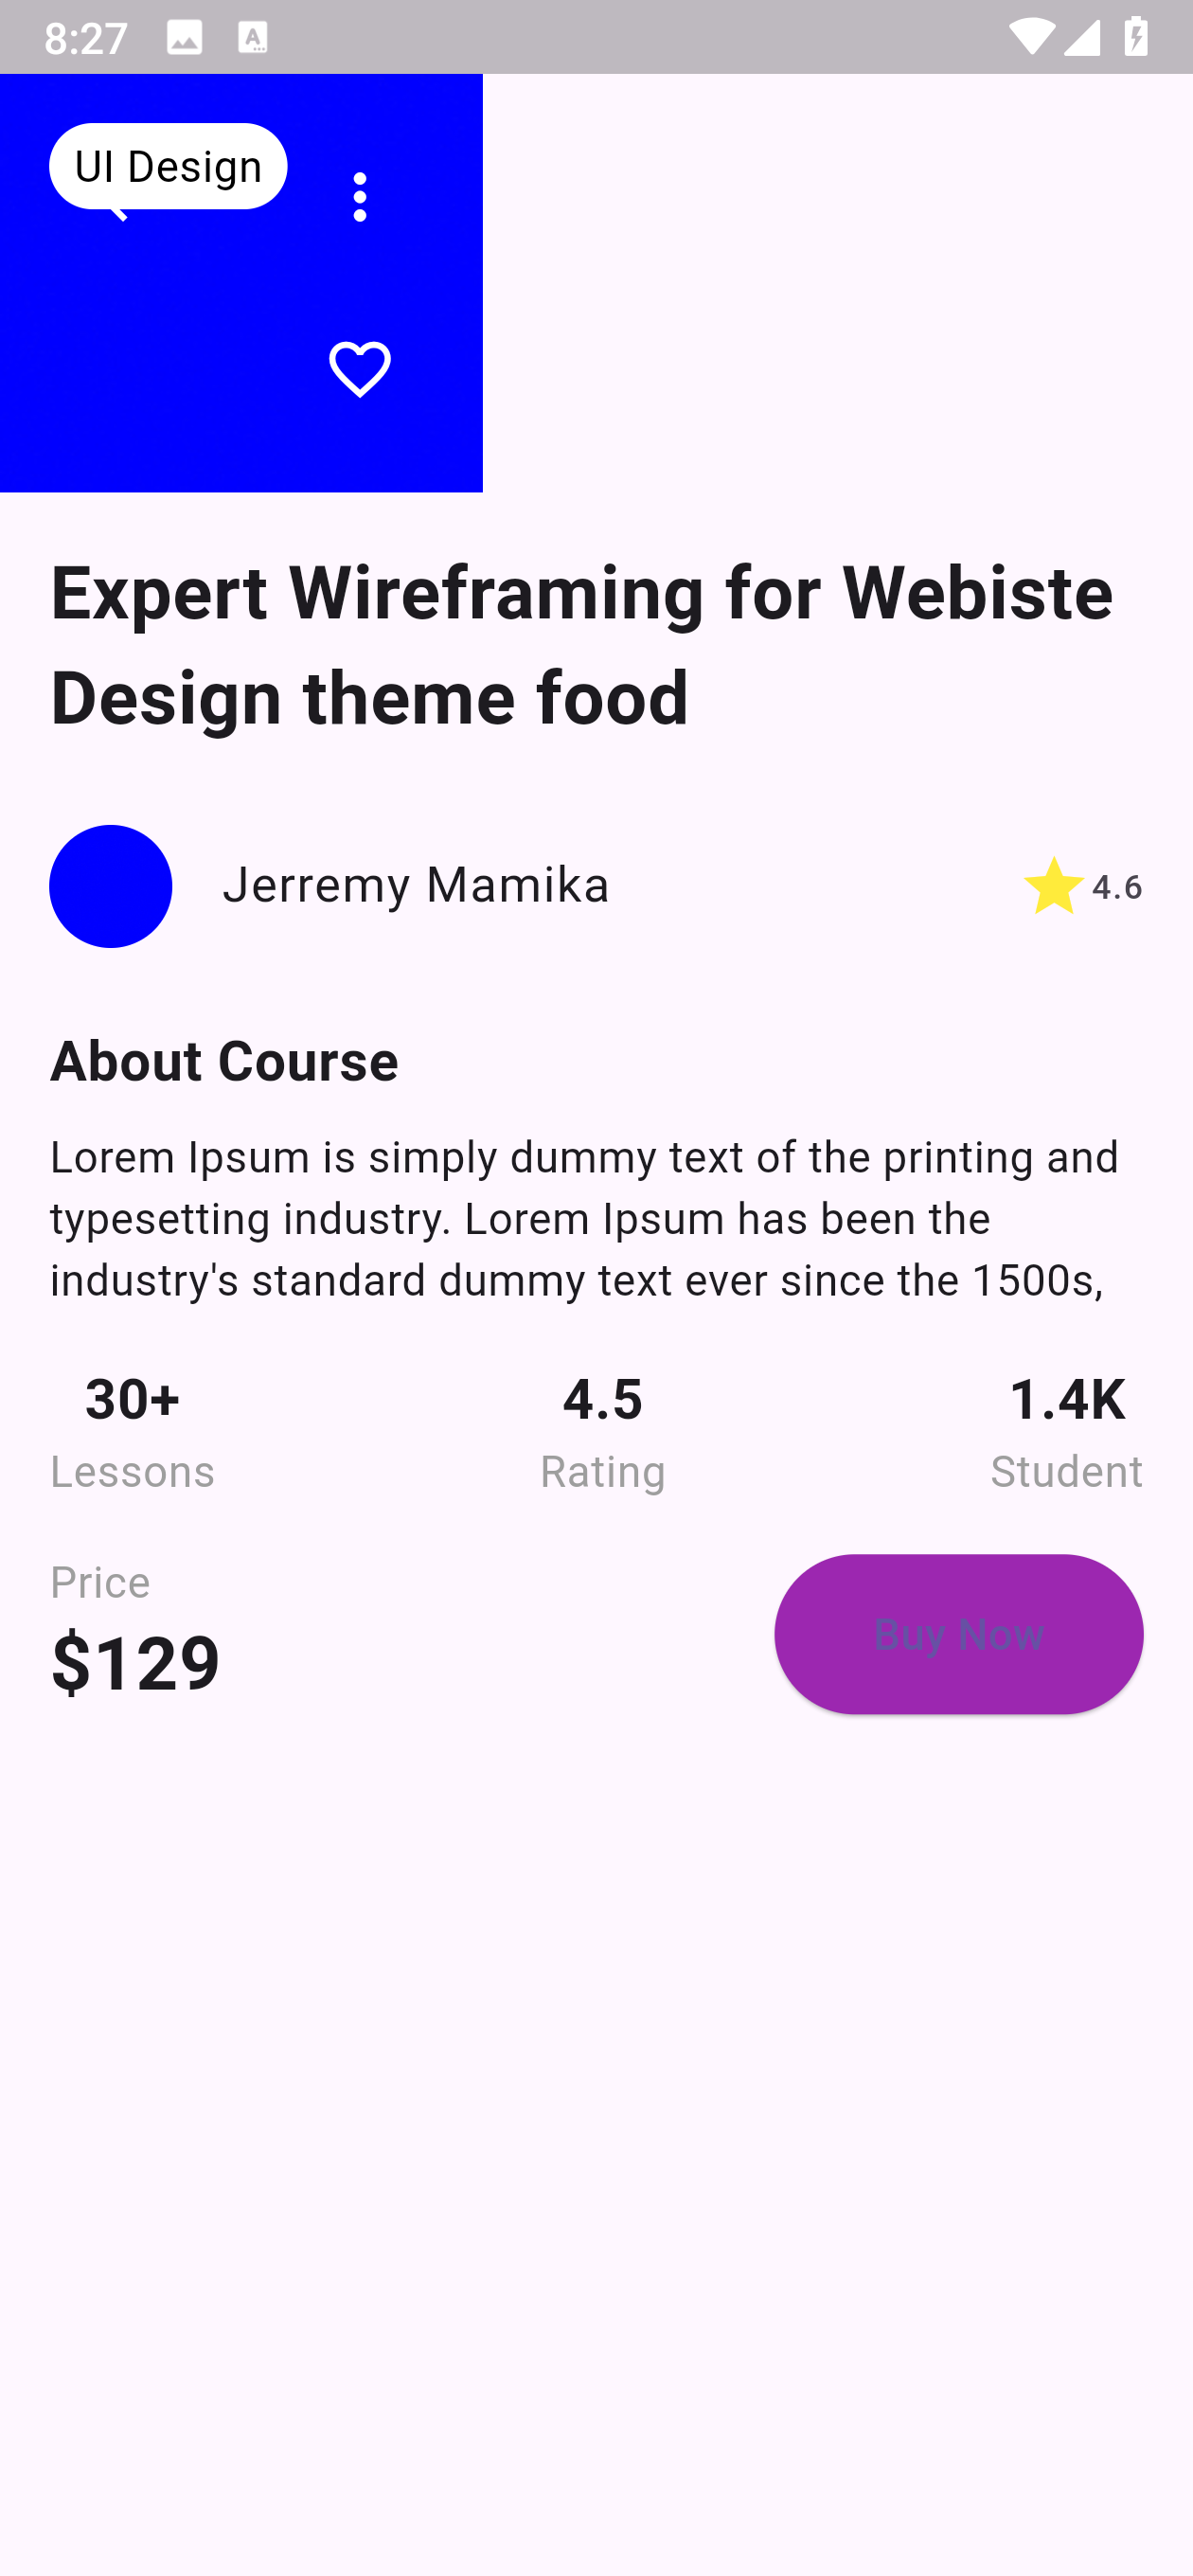 8:27
UI Design
Expert Wireframing for Webiste
Design theme food
Jerremy Mamika
4.6
About Course
Lorem Ipsum is simply dummy text of the printing and
typesetting industry. Lorem Ipsum has been the
industry's standard dummy text ever since the 1500s,
30+ 4.5 1.4K
Lessons Rating Student
Price
$129
Buy Now